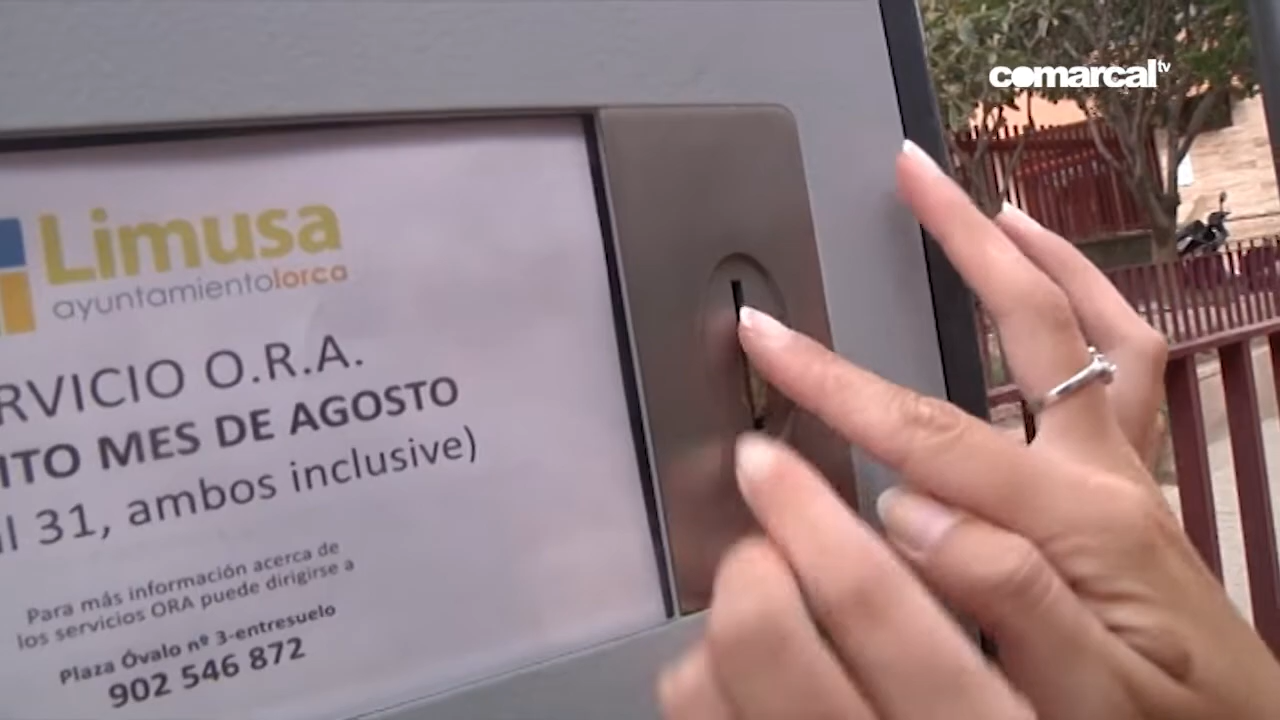 comarcal tv
Limusa
ayuntamientolorca
RVICIO O.R.A.
ITO MES DE AGOSTO
al 31, ambos inclusive)
Para más información acerca de
los servicios ORA puede dirigirse a
Plaza Óvalo nº 3-entresuelo
902 546 872